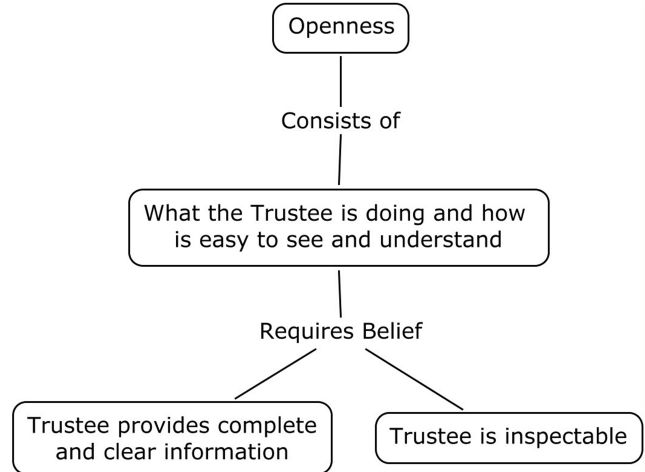 Openness
Consists of
What the Trustee is doing and how
is easy to see and understand
Requires Belief
Trustee provides complete
and clear information
Trustee is inspectable